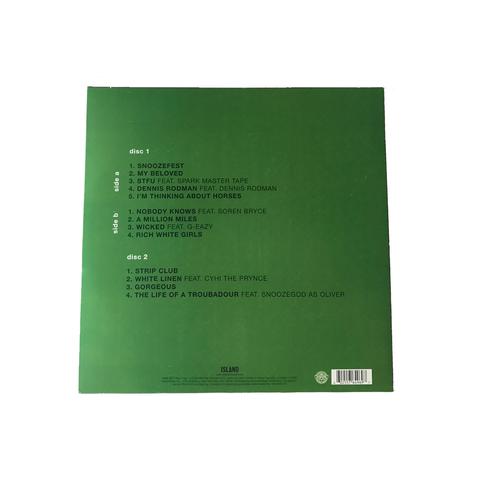 disc 1
side a
1. SNOOZEFEST
2. MY BELOVED
3. STFU FEAT. SPARK MASTER TAPE
4. DENNIS RODMAN FEAT. DENNIS RODMAN
5. I'M THINKING ABOUT HORSES
side b
1. NOBODY KNOWS FEAT. SOREN BRYCE
2. A MILLION MILES
3. WICKED FEAT. G-EAZY
4. RICH WHITE GIRLS
disc 2
1. STRIP CLUB
2. WHITE LINEN FEAT. CYHI THE PRYNCE
3. GORGEOUS
4. THE LIFE OF A TROUBADOUR FEAT. SNOOZEGOD AS OLIVER
ISLAND